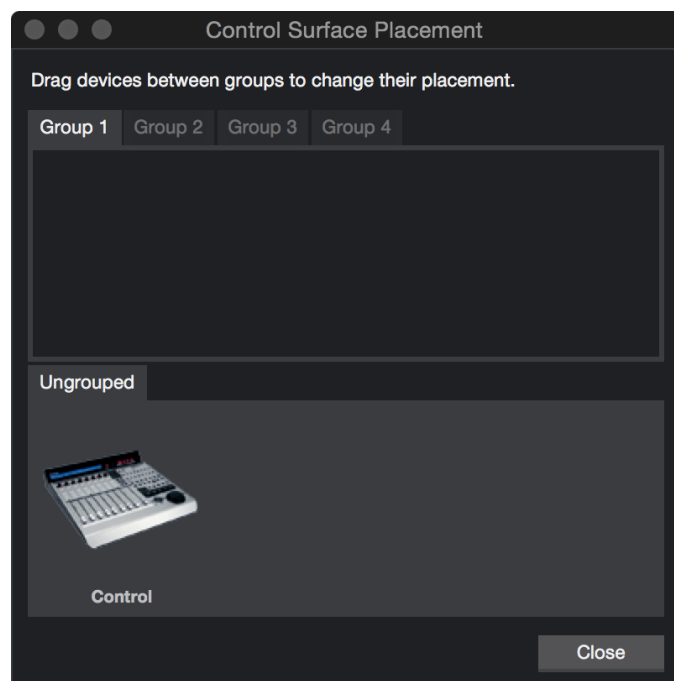 Control Surface Placement
Drag devices between groups to change their placement.
Group 1 Group 2 Group 3 Group 4
Ungrouped
Control
Close